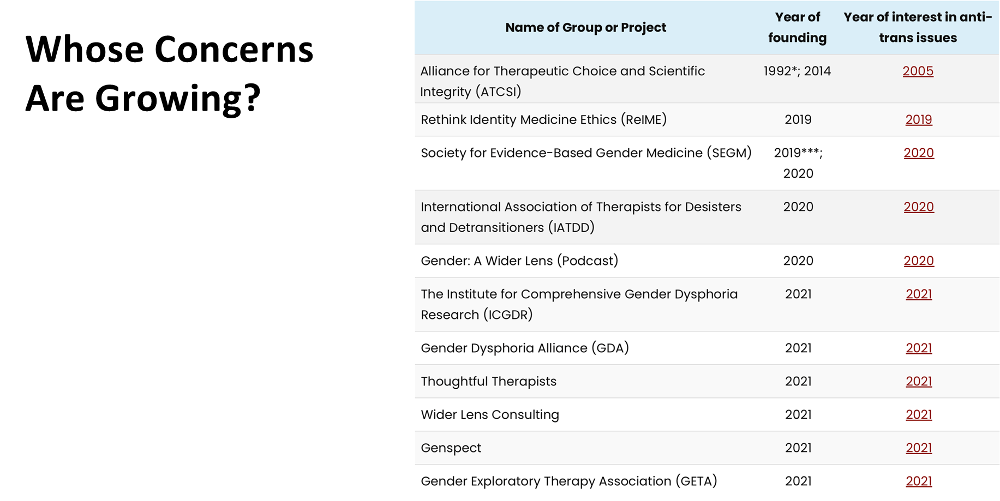 Whose Concerns
Are Growing?
Name of Group or Project
Year of
founding
Year of interest in anti-
trans issues
Alliance for Therapeutic Choice and Scientific
Integrity (ATCSI)
1992*; 2014
2005
Rethink Identity Medicine Ethics (ReIME)
2019
2019
Society for Evidence-Based Gender Medicine (SEGM)
2019***;
2020
2020
International Association of Therapists for Desisters
and Detransitioners (IATDD)
2020
2020
Gender: A Wider Lens (Podcast)
2020
2020
The Institute for Comprehensive Gender Dysphoria
Research (ICGDR)
2021
2021
Gender Dysphoria Alliance (GDA)
2021
2021
Thoughtful Therapists
2021
2021
Wider Lens Consulting
2021
2021
Genspect
2021
2021
Gender Exploratory Therapy Association (GETA)
2021
2021